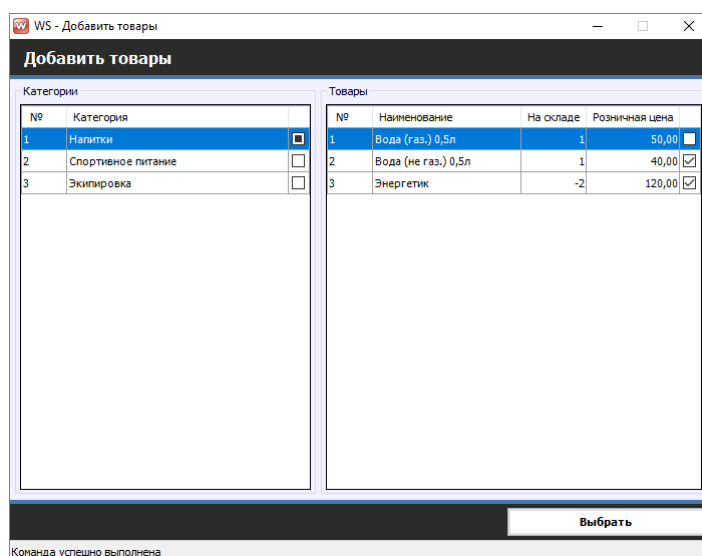 WS - Добавить товары
Добавить товары
Категории
№ Категория
1 Напитки
2 Спортивное питание
3 Экипировка
Товары
№ Наименование На складе Розничная цена
1 Вода (газ.) 0,5л 1 50,00
2 Вода (не газ.) 0,5л 1 40,00
3 Энергетик -2 120,00
Выбрать
Команда успешно выполнена